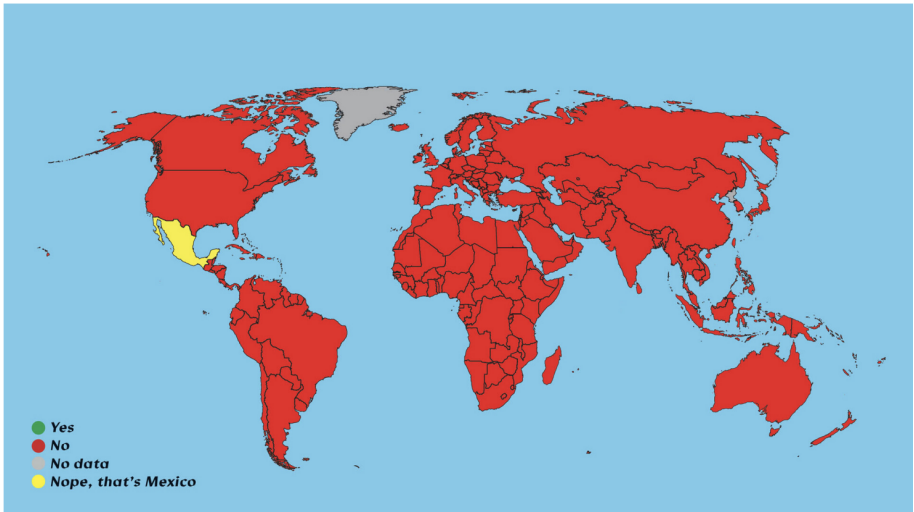 Yes
No
No data
Nope, that's Mexico